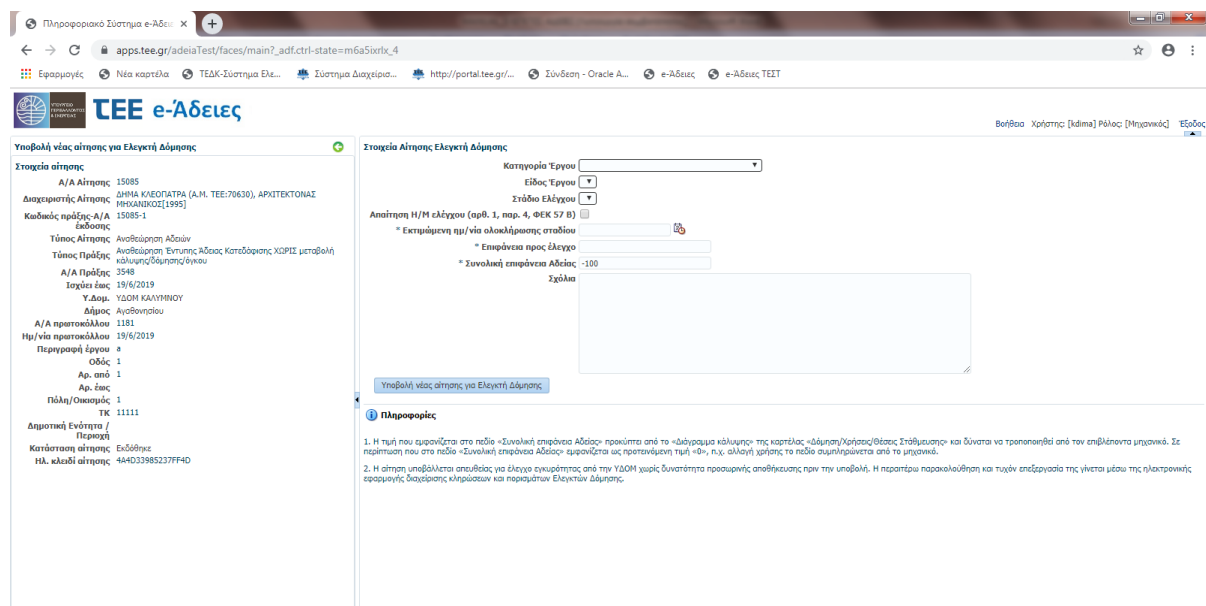 Πληροφοριακό Σύστημα e-Άδει
apps.tee.gr/adeiaTest/faces/main?_adf.ctrl-state=m6a5ixrlx_4
Εφαρμογές Νέα καρτέλα ΤΕΔΚ-Σύστημα Ελε... Σύστημα Διαχείρισ... http://portal.tee.gr/... Σύνδεση - Oracle A... e-Άδειες e-Άδειες ΤΕΣΤ
ΥΠΟΥΡΓΕΙΟ
ΠΕΡΙΒΑΛΛΟΝΤΟΣ
& ΕΝΕΡΓΕΙΑΣ
ΤΕΕ e-Άδειες
Βοήθεια Χρήστης: [kdima] Ρόλος: [Μηχανικός] Έξοδος
Υποβολή νέας αίτησης για Ελεγκτή Δόμησης
Στοιχεία αίτησης
Α/Α Αίτησης 15085
Διαχειριστής Αίτησης ΔΗΜΑ ΚΛΕΟΠΑΤΡΑ (Α.Μ. ΤΕΕ:70630), ΑΡΧΙΤΕΚΤΟΝΑΣ
ΜΗΧΑΝΙΚΟΣ[1995]
Κωδικός πράξης-Α/Α 15085-1
έκδοσης
Τύπος Αίτησης Αναθεώρηση Αδειών
Τύπος Πράξης Αναθεώρηση Έντυπης Άδειας Κατεδάφισης ΧΩΡΙΣ μεταβολή
κάλυψης/δόμησης/όγκου
Α/Α Πράξης 3548
Ισχύει έως 19/6/2019
Υ.Δομ. ΥΔΟΜ ΚΑΛΥΜΝΟΥ
Δήμος Αγαθονησίου
Α/Α πρωτοκόλλου 1181
Ημ/νία πρωτοκόλλου 19/6/2019
Περιγραφή έργου a
Οδός 1
Αρ. από 1
Αρ. έως
Πόλη/Οικισμός 1
ΤΚ 11111
Δημοτική Ενότητα /
Περιοχή
Κατάσταση αίτησης Εκδόθηκε
Ηλ. κλειδί αίτησης 4A4D33985237FF4D
Στοιχεία Αίτησης Ελεγκτή Δόμησης
Κατηγορία Έργου
Είδος Έργου
Στάδιο Ελέγχου
Απαίτηση Η/Μ ελέγχου (αρθ. 1, παρ. 4, ΦΕΚ 57 Β)
* Εκτιμώμενη ημ/νία ολοκλήρωσης σταδίου
* Επιφάνεια προς έλεγχο
* Συνολική επιφάνεια Αδείας -100
Σχόλια
Υποβολή νέας αίτησης για Ελεγκτή Δόμησης
Πληροφορίες
1. Η τιμή που εμφανίζεται στο πεδίο «Συνολική επιφάνεια Αδείας» προκύπτει από το «Διάγραμμα κάλυψης» της καρτέλας «Δόμηση/Χρήσεις/Θέσεις Στάθμευσης» και δύναται να τροποποιηθεί από τον επιβλέποντα μηχανικό. Σε
περίπτωση που στο πεδίο «Συνολική επιφάνεια Αδείας» εμφανίζεται ως προτεινόμενη τιμή «0», π.χ. αλλαγή χρήσης το πεδίο συμπληρώνεται από το μηχανικό.
2. Η αίτηση υποβάλλεται απευθείας για έλεγχο εγκυρότητας από την ΥΔΟΜ χωρίς δυνατότητα προσωρινής αποθήκευσης πριν την υποβολή. Η περαιτέρω παρακολούθηση και τυχόν επεξεργασία της γίνεται μέσω της ηλεκτρονικής
εφαρμογής διαχείρισης κληρώσεων και πορισμάτων Ελεγκτών Δόμησης.